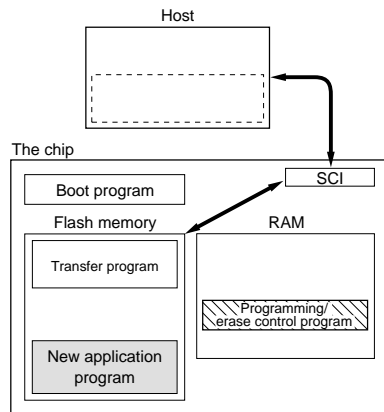 Host
The chip
SCI
Boot program
Flash memory
RAM
Transfer program
Programming/
erase control program
New application
program